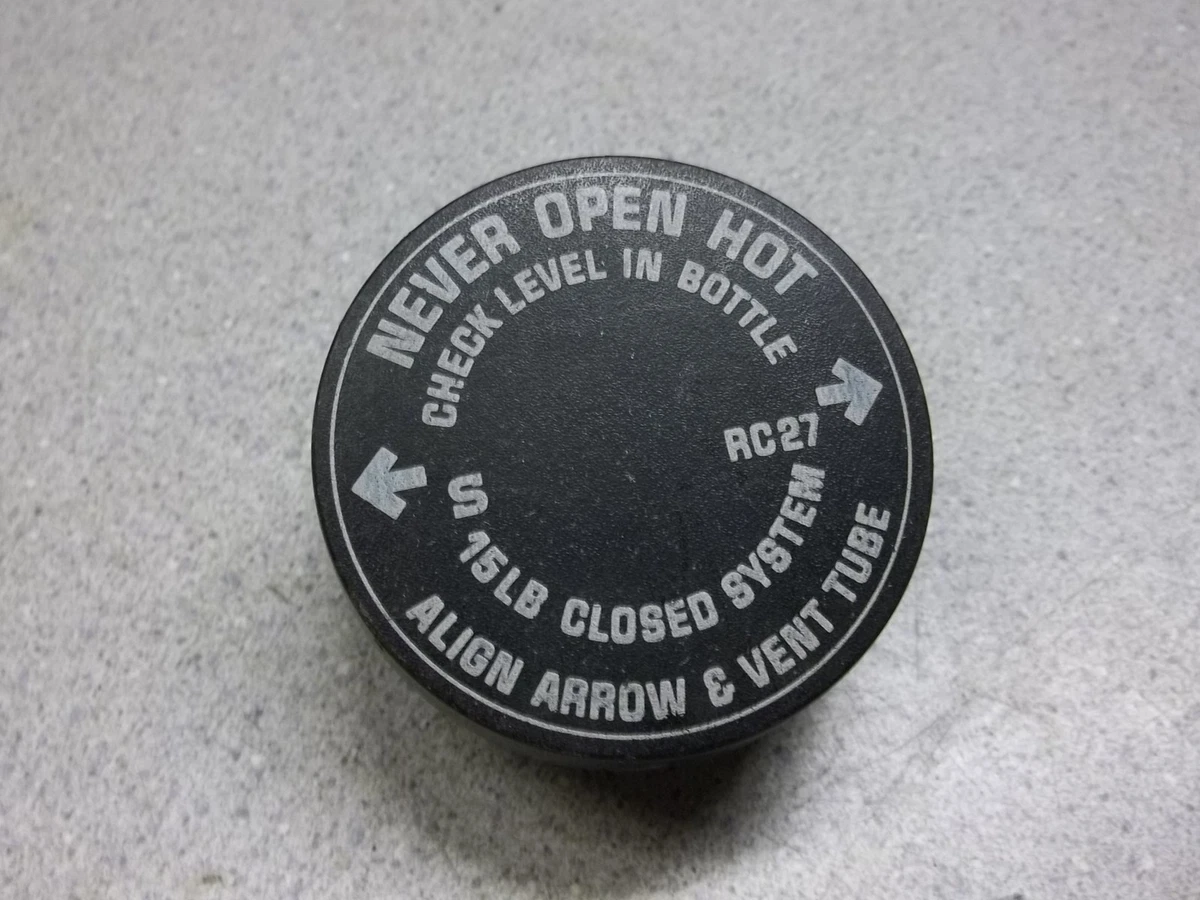 NEVER OPEN HOT
CHECK LEVEL IN BOTTLE
RC27
S 15LB CLOSED SYSTEM
ALIGN ARROW & VENT TUBE